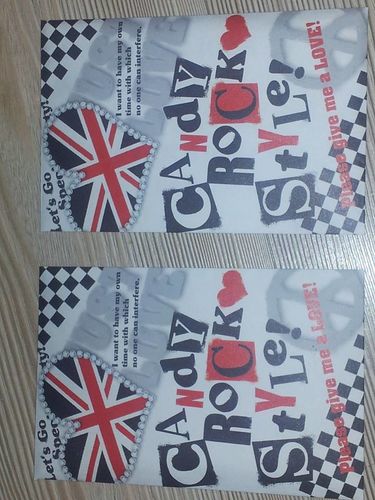 Let's Go
I want to have my own
time with which
no one can interfere.
CANdY
ROCK
StYLe!
please give me a LOVE!
Let's Go
I want to have my own
time with which
no one can interfere.
CANdY
ROCK
StYLe!
please give me a LOVE!